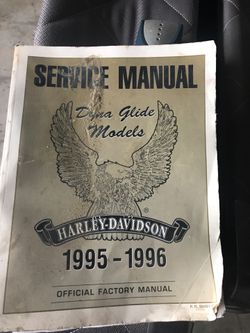 SERVICE MANUAL
Dyna Glide
Models
HARLEY-DAVIDSON
®
1995-1996
OFFICIAL FACTORY MANUAL